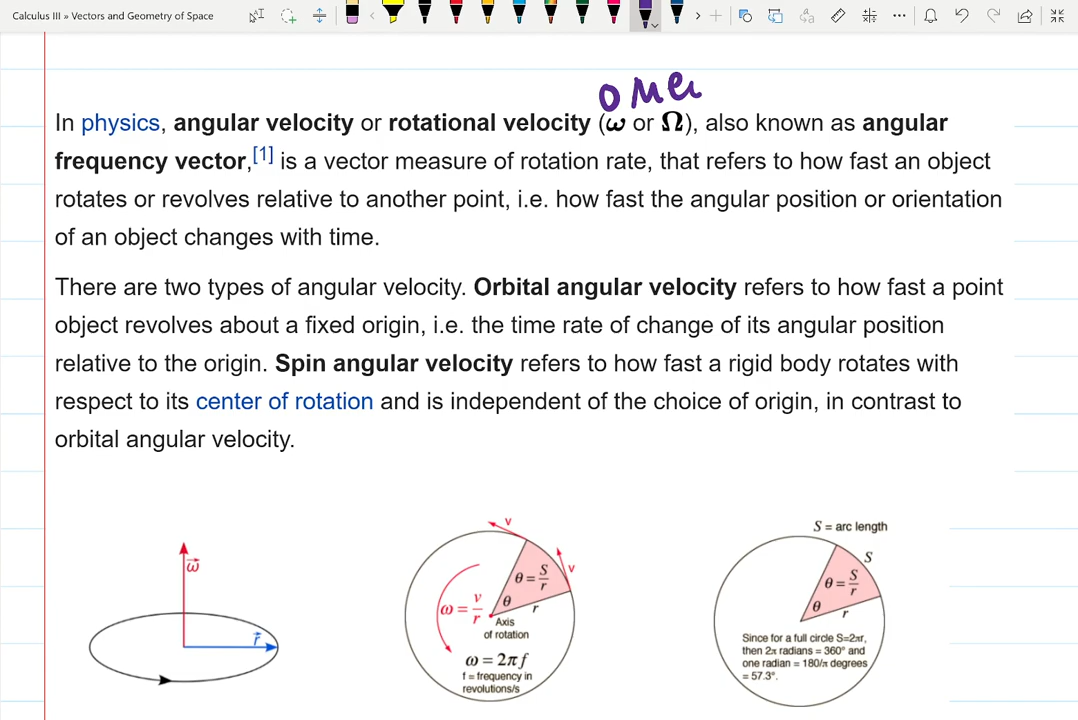 Calculus III » Vectors and Geometry of Space
In physics, angular velocity or rotational velocity (ω or Ω), also known as angular
frequency vector,[1] is a vector measure of rotation rate, that refers to how fast an object
rotates or revolves relative to another point, i.e. how fast the angular position or orientation
of an object changes with time.
There are two types of angular velocity. Orbital angular velocity refers to how fast a point
object revolves about a fixed origin, i.e. the time rate of change of its angular position
relative to the origin. Spin angular velocity refers to how fast a rigid body rotates with
respect to its center of rotation and is independent of the choice of origin, in contrast to
orbital angular velocity.
ω⃗
r⃗
v
v
θ = S/r
θ
r
ω = v/r
Axis
of rotation
ω = 2πf
f = frequency in
revolutions/s
S = arc length
S
θ = S/r
θ
r
Since for a full circle S=2πr,
then 2π radians = 360° and
one radian = 180/π degrees
= 57.3°.